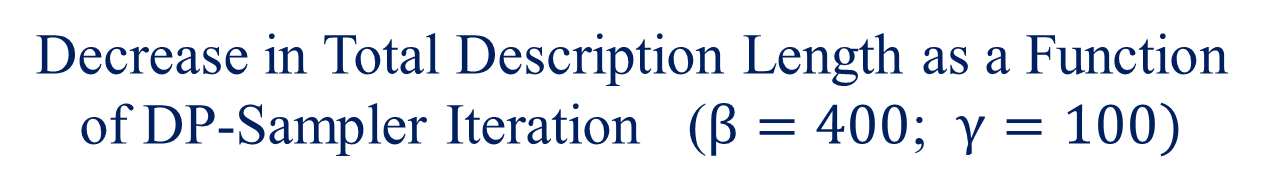 Decrease in Total Description Length as a Function
of DP-Sampler Iteration (β = 400; γ = 100)